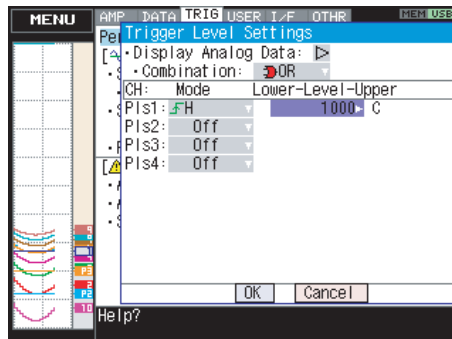 MENU AMP DATA TRIG USER I/F OTHR MEM USB
Trigger Level Settings
・Display Analog Data:
・Combination: OR
CH: Mode Lower-Level-Upper
Pls1: H 1000 C
Pls2: Off
Pls3: Off
Pls4: Off
P3
P2
10
OK Cancel
Help?